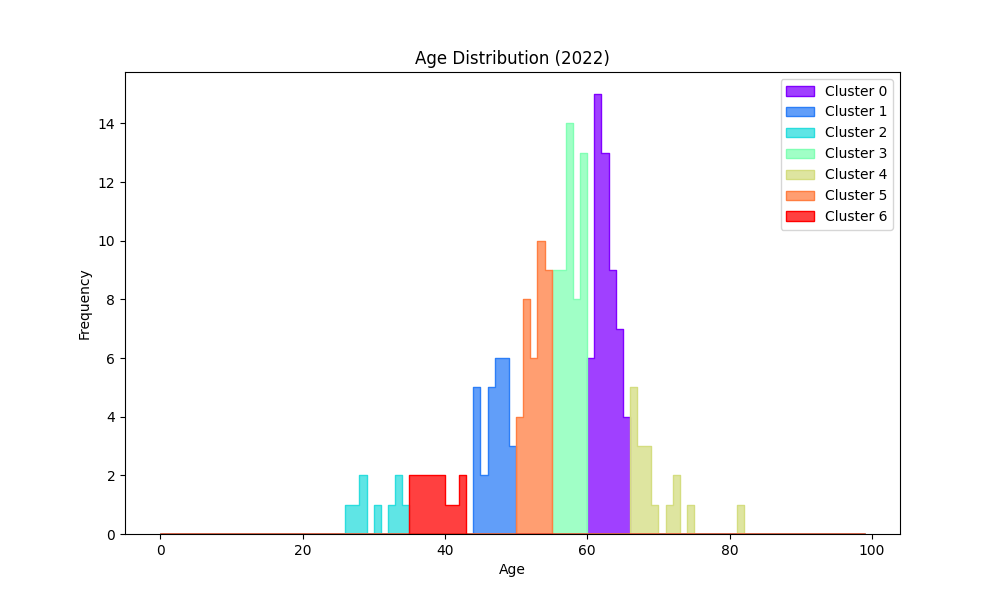 Age Distribution (2022)
Cluster 0
Cluster 1
Cluster 2
Cluster 3
Cluster 4
Cluster 5
Cluster 6
Frequency
14
12
10
8
6
4
2
0
0 20 40 60 80 100
Age